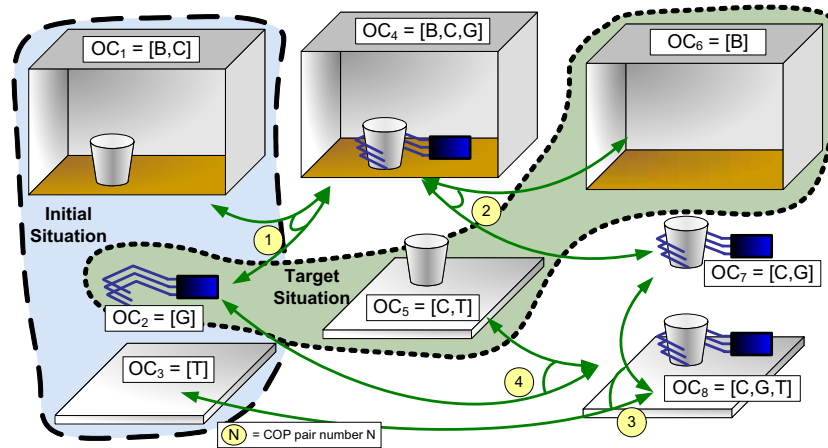 OC₁ = [B,C]
OC₄ = [B,C,G]
OC₆ = [B]
Initial
Situation
1
2
Target
Situation
OC₂ = [G]
OC₅ = [C,T]
OC₇ = [C,G]
OC₃ = [T]
4
OC₈ = [C,G,T]
3
N = COP pair number N